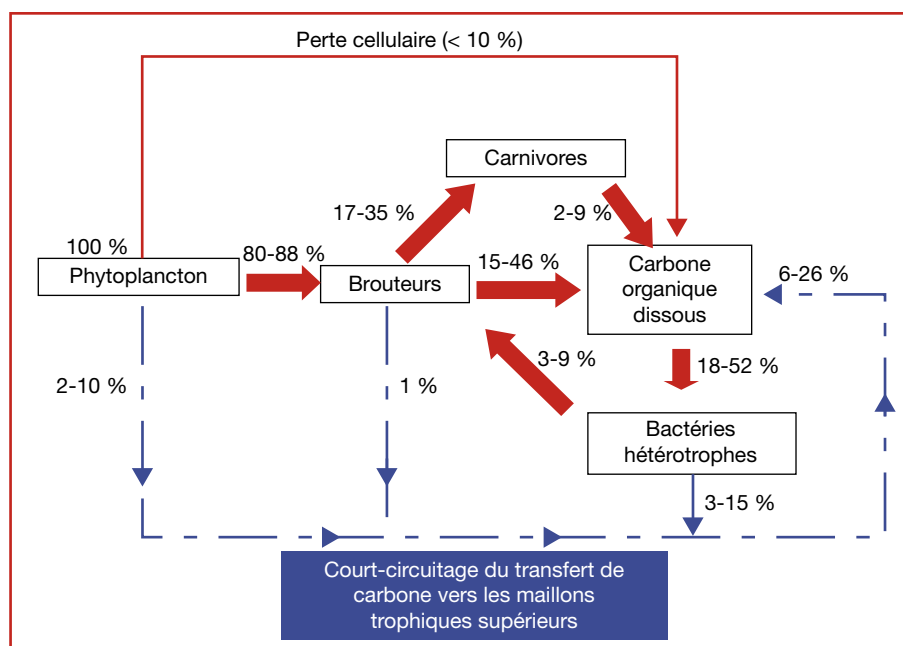 Perte cellulaire (< 10 %)
Carnivores
17-35 %
2-9 %
100 %
80-88 %
15-46 %
6-26 %
Phytoplancton
Brouteurs
Carbone
organique
dissous
3-9 %
18-52 %
2-10 %
1 %
Bactéries
hétérotrophes
3-15 %
Court-circuitage du transfert de
carbone vers les maillons
trophiques supérieurs